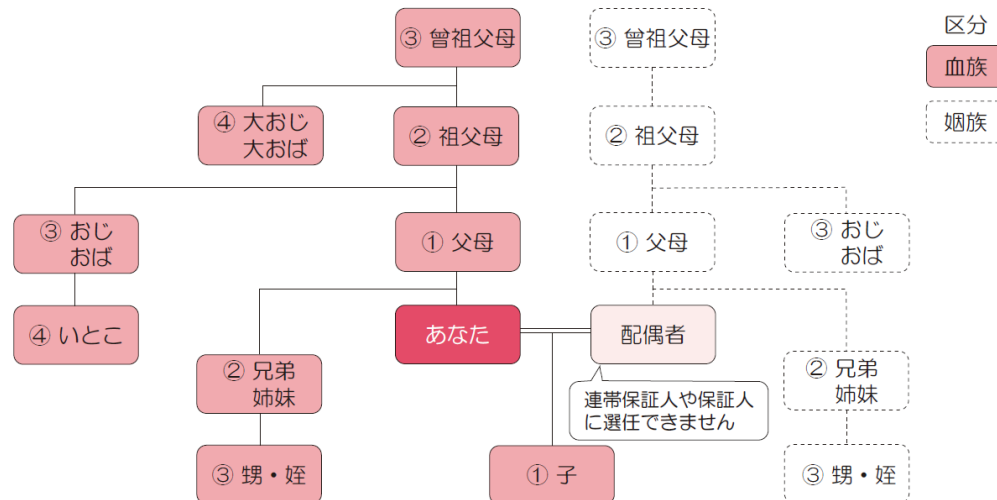 ③ 曾祖父母
③ 曾祖父母
区分
血族
姻族
④ 大おじ
大おば
② 祖父母
② 祖父母
③ おじ
おば
① 父母
① 父母
③ おじ
おば
④ いとこ
あなた
配偶者
② 兄弟
姉妹
② 兄弟
姉妹
連帯保証人や保証人
に選任できません
③ 甥・姪
① 子
③ 甥・姪